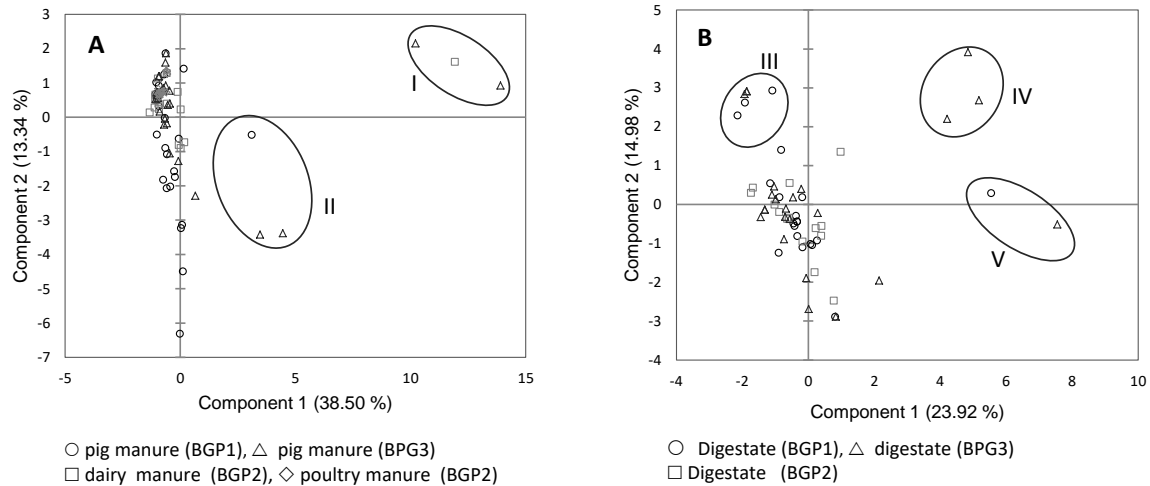 A
3
2
1
0
-1
-2
-3
-4
-5
-6
-7
-5 0 5 10 15
Component 2 (13.34 %)
Component 1 (38.50 %)
I
II
○ pig manure (BGP1), △ pig manure (BPG3)
□ dairy manure (BGP2), ◇ poultry manure (BGP2)
B
5
4
3
2
1
0
-1
-2
-3
-4
-4 -2 0 2 4 6 8 10
Component 2 (14.98 %)
Component 1 (23.92 %)
III
IV
V
○ Digestate (BGP1), △ digestate (BPG3)
□ Digestate (BGP2)